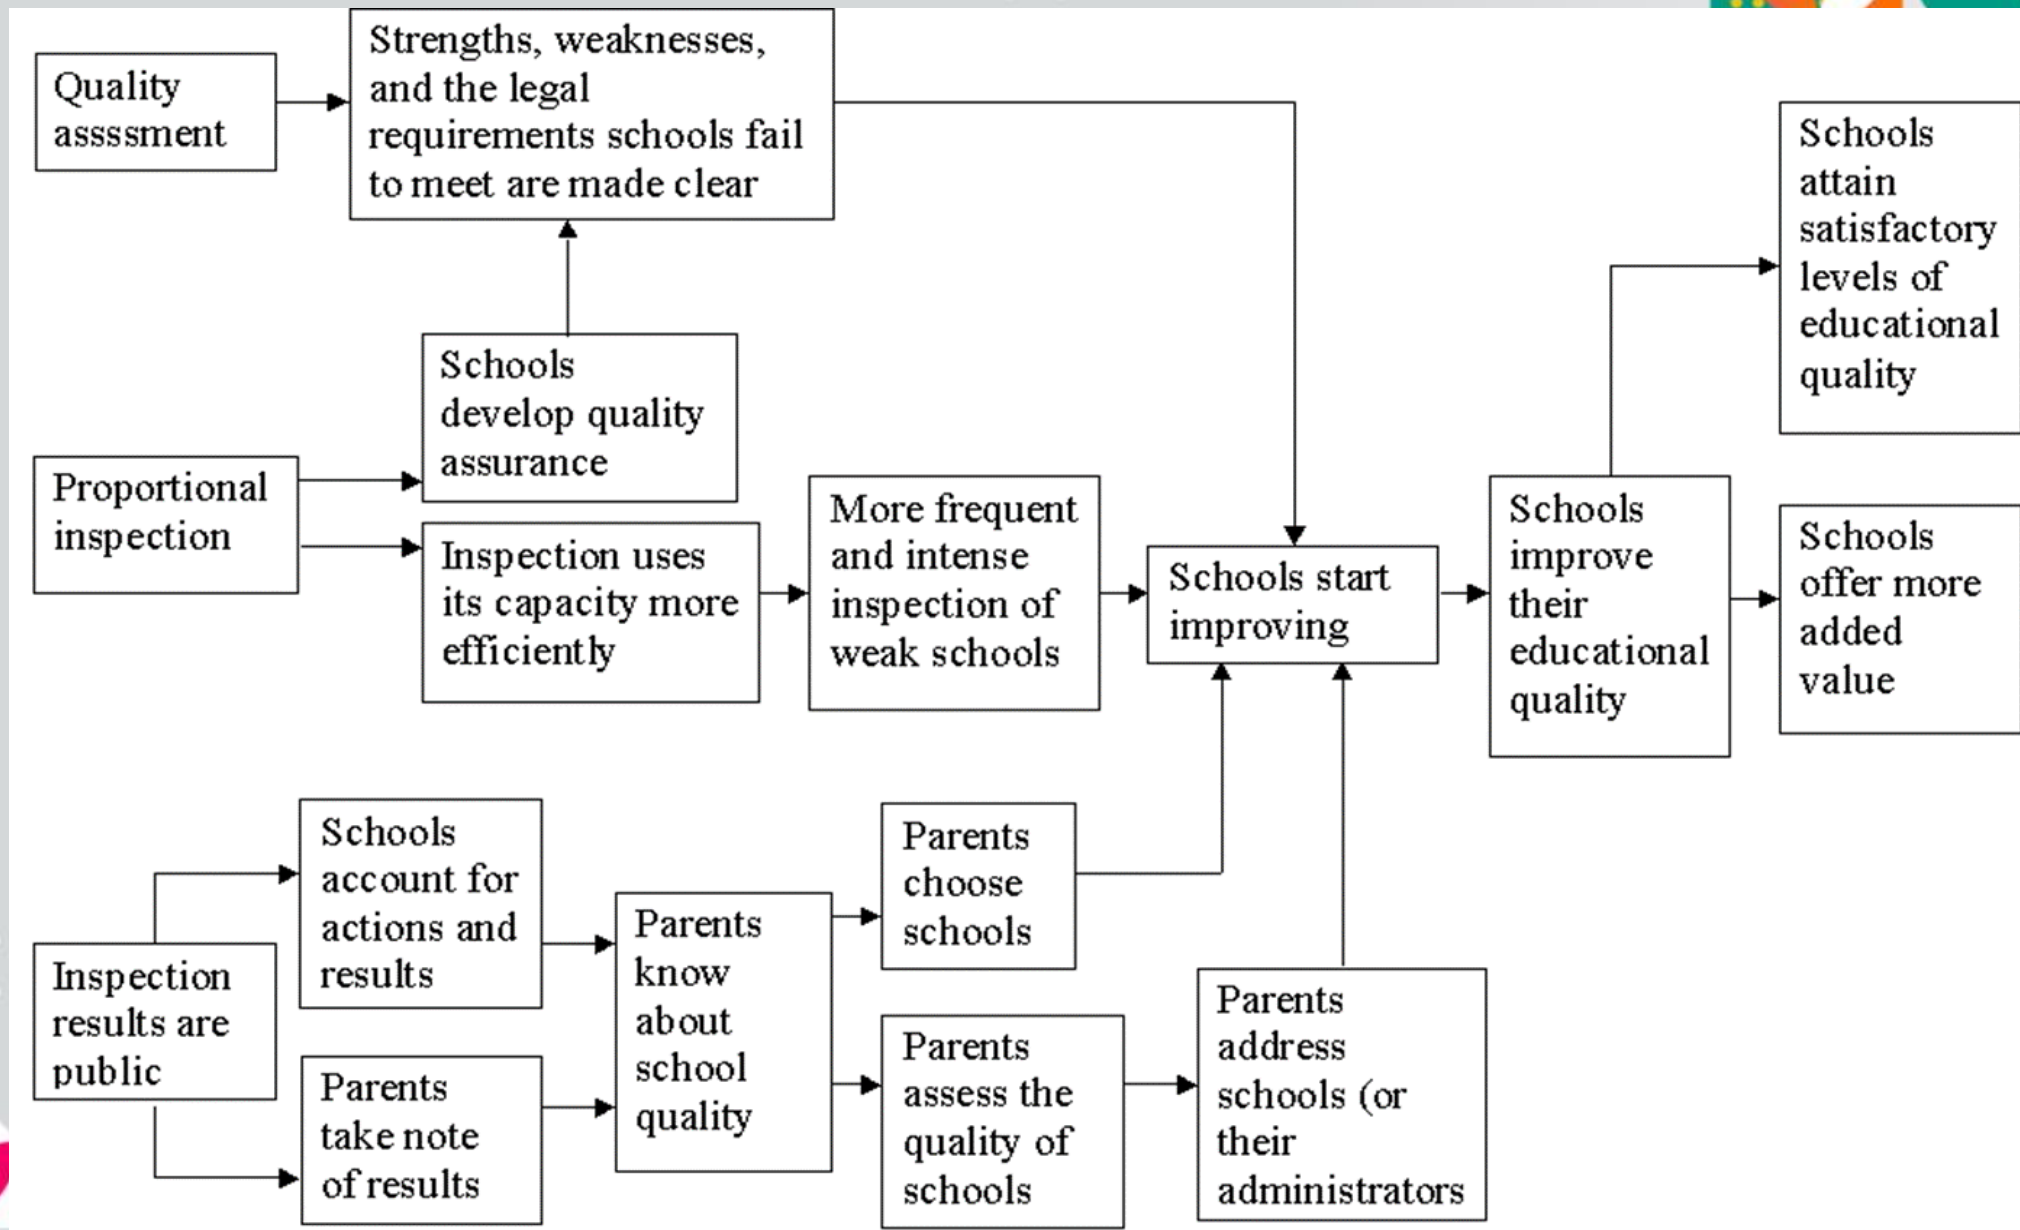 Quality
assssment
Strengths, weaknesses,
and the legal
requirements schools fail
to meet are made clear
Schools
attain
satisfactory
levels of
educational
quality
Schools
develop quality
assurance
Proportional
inspection
Inspection uses
its capacity more
efficiently
More frequent
and intense
inspection of
weak schools
Schools start
improving
Schools
improve
their
educational
quality
Schools
offer more
added
value
Schools
account for
actions and
results
Inspection
results are
public
Parents
take note
of results
Parents
know
about
school
quality
Parents
choose
schools
Parents
assess the
quality of
schools
Parents
address
schools (or
their
administrators